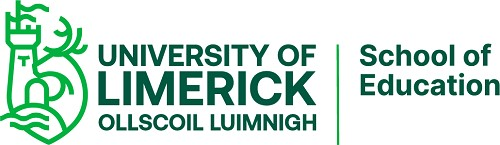 UNIVERSITY OF
LIMERICK
OLLSCOIL LUIMNIGH
School of
Education